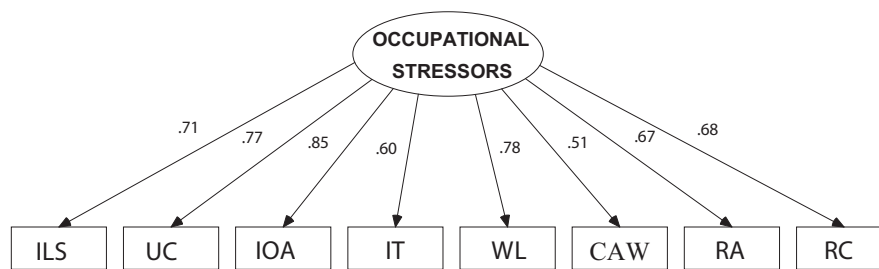 OCCUPATIONAL
STRESSORS
.71
.77
.85
.60
.78
.51
.67
.68
ILS
UC
IOA
IT
WL
CAW
RA
RC